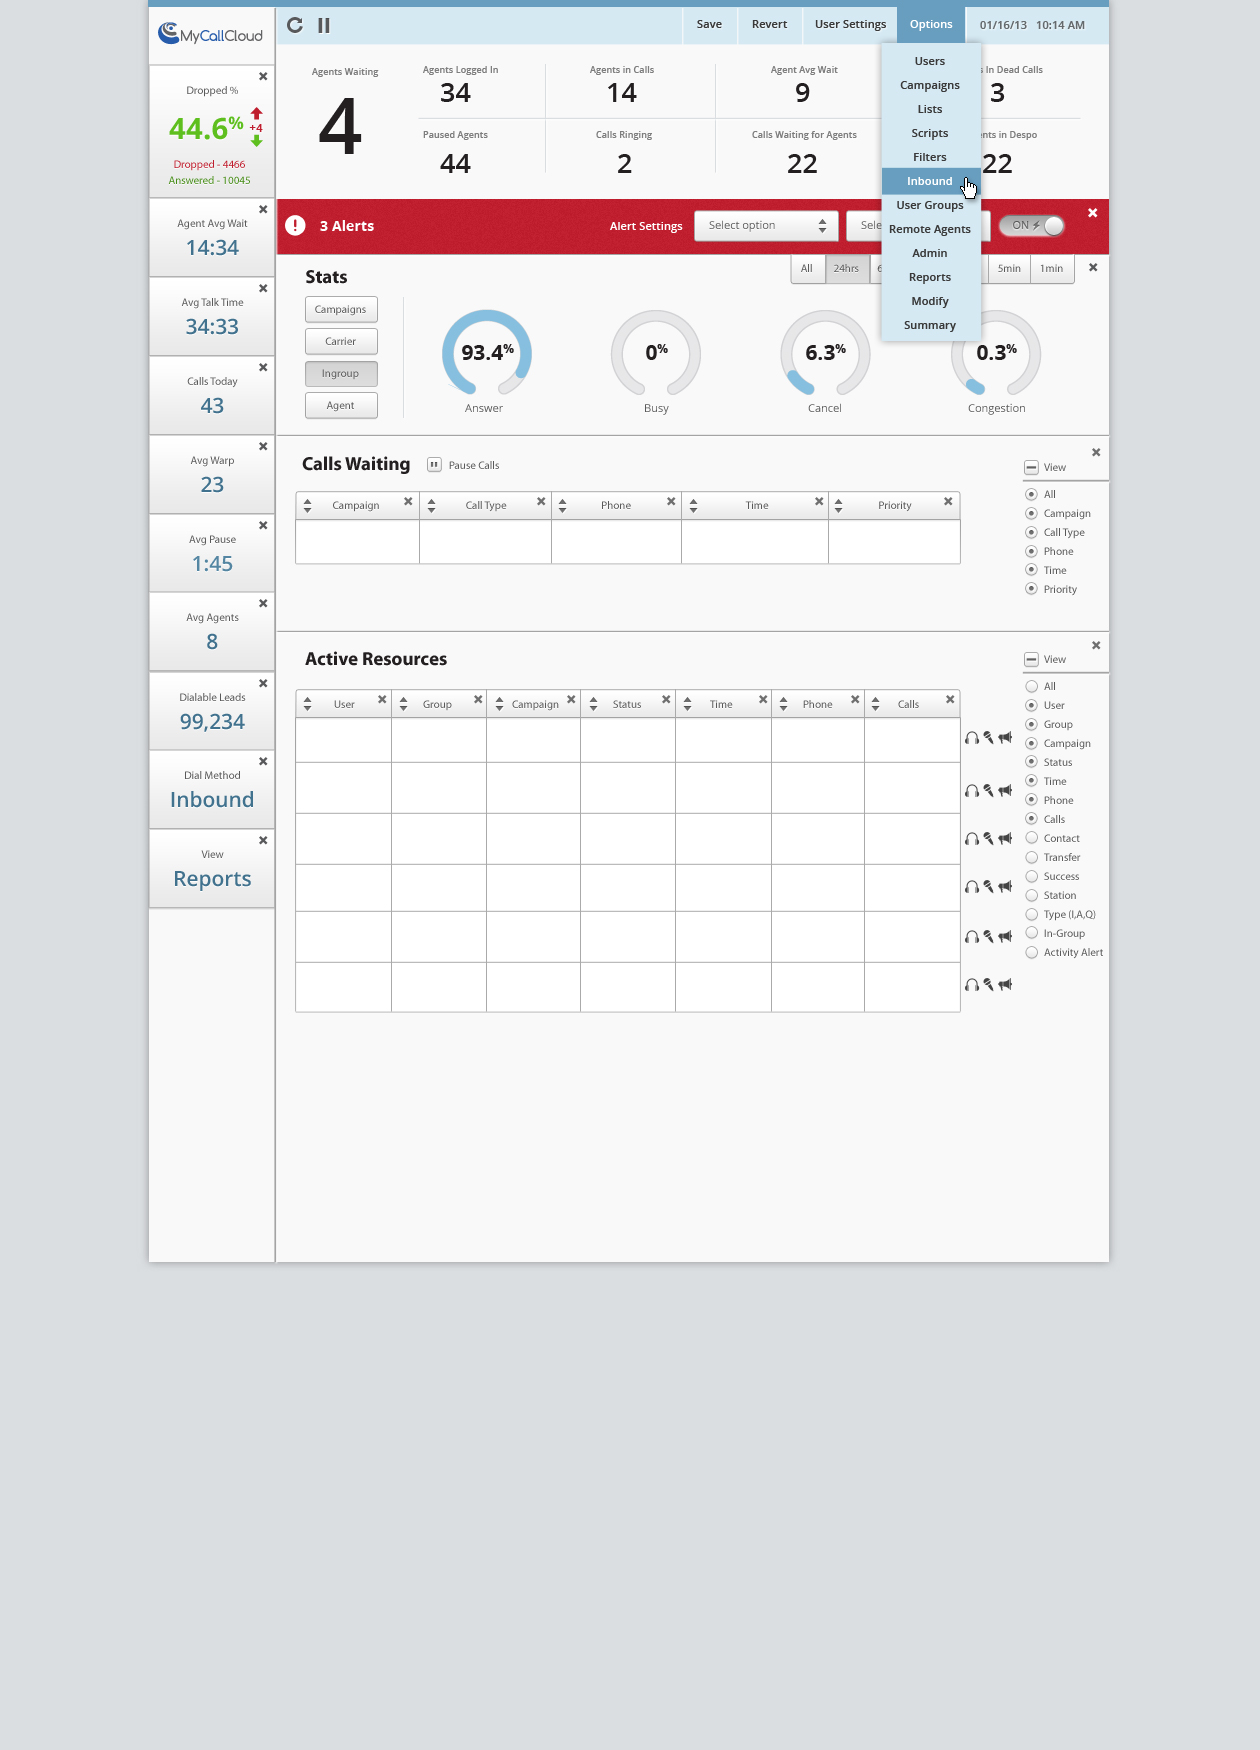 MyCallCloud
Save
Revert
User Settings
Options
01/16/13 10:14 AM
Users
Campaigns
Lists
Scripts
Filters
Inbound
User Groups
Remote Agents
Admin
Reports
Modify
Summary
Dropped %
44.6%
+4
Dropped - 4466
Answered - 10045
Agent Avg Wait
14:34
Avg Talk Time
34:33
Calls Today
43
Avg Warp
23
Avg Pause
1:45
Avg Agents
8
Dialable Leads
99,234
Dial Method
Inbound
View
Reports
Agents Waiting
4
Agents Logged In
34
Agents in Calls
14
Agent Avg Wait
9
In Dead Calls
3
Paused Agents
44
Calls Ringing
2
Calls Waiting for Agents
22
in Despo
22
3 Alerts
Alert Settings
Select option
ON
Stats
All
24hrs
5min
1min
Campaigns
Carrier
Ingroup
Agent
93.4%
Answer
0%
Busy
6.3%
Cancel
0.3%
Congestion
Calls Waiting
Pause Calls
Campaign
Call Type
Phone
Time
Priority
View
All
Campaign
Call Type
Phone
Time
Priority
Active Resources
User
Group
Campaign
Status
Time
Phone
Calls
View
All
User
Group
Campaign
Status
Time
Phone
Calls
Contact
Transfer
Success
Station
Type (I,A,Q)
In-Group
Activity Alert